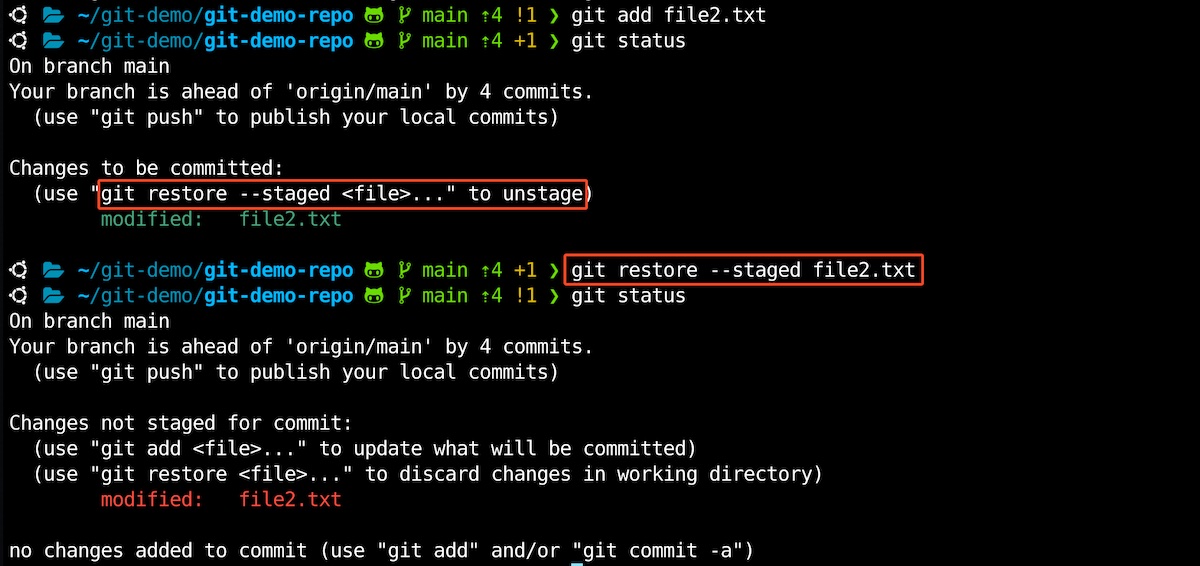 ~/git-demo/git-demo-repo main ⇡4 !1 ❯ git add file2.txt
~/git-demo/git-demo-repo main ⇡4 +1 ❯ git status
On branch main
Your branch is ahead of 'origin/main' by 4 commits.
  (use "git push" to publish your local commits)

Changes to be committed:
  (use "git restore --staged <file>..." to unstage)
        modified:   file2.txt

~/git-demo/git-demo-repo main ⇡4 +1 ❯ git restore --staged file2.txt
~/git-demo/git-demo-repo main ⇡4 !1 ❯ git status
On branch main
Your branch is ahead of 'origin/main' by 4 commits.
  (use "git push" to publish your local commits)

Changes not staged for commit:
  (use "git add <file>..." to update what will be committed)
  (use "git restore <file>..." to discard changes in working directory)
        modified:   file2.txt

no changes added to commit (use "git add" and/or "git commit -a")